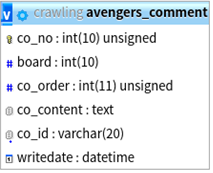 v crawling avengers_comment
co_no : int(10) unsigned
# board : int(10)
# co_order : int(11) unsigned
co_content : text
co_id : varchar(20)
writedate : datetime